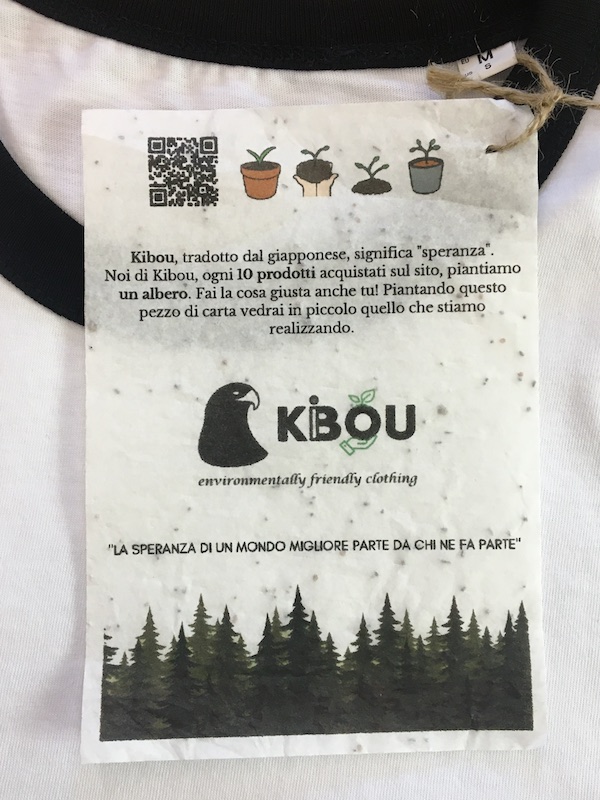 M
S
Kibou, tradotto dal giapponese, significa "speranza".
Noi di Kibou, ogni 10 prodotti acquistati sul sito, piantiamo
un albero. Fai la cosa giusta anche tu! Piantando questo
pezzo di carta vedrai in piccolo quello che stiamo
realizzando.
KiBOU
environmentally friendly clothing
"LA SPERANZA DI UN MONDO MIGLIORE PARTE DA CHI NE FA PARTE"